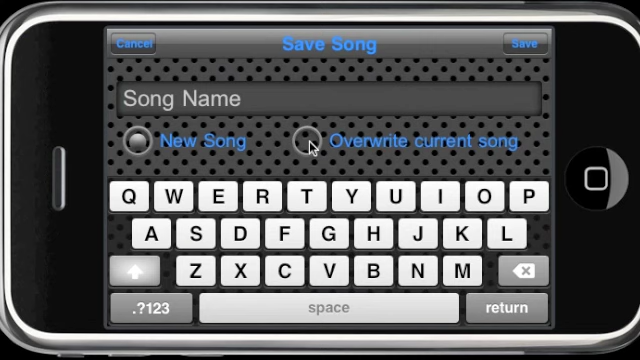 Cancel Save Song Save
Song Name
New Song Overwrite current song
Q W E R T Y U I O P
A S D F G H J K L
Z X C V B N M
.?123 space return